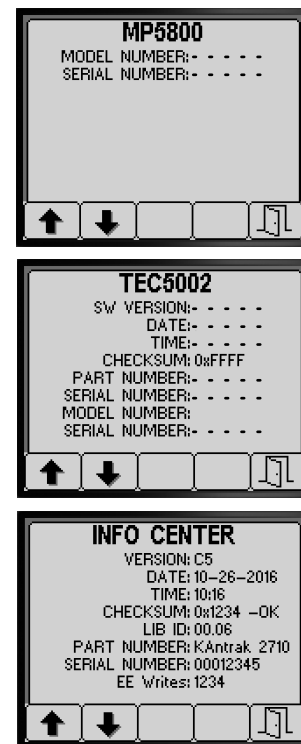 MP5800
MODEL NUMBER:- - - - -
SERIAL NUMBER:- - - - -
TEC5002
SW VERSION:- - - - -
DATE:- - - - -
TIME:- - - - -
CHECKSUM: 0xFFFF
PART NUMBER:- - - - -
SERIAL NUMBER:- - - - -
MODEL NUMBER:
SERIAL NUMBER:- - - - -
INFO CENTER
VERSION: C5
DATE: 10-26-2016
TIME: 10:16
CHECKSUM: 0x1234 -OK
LIB ID: 00.06
PART NUMBER: KAntrak 2710
SERIAL NUMBER: 00012345
EE Writes: 1234